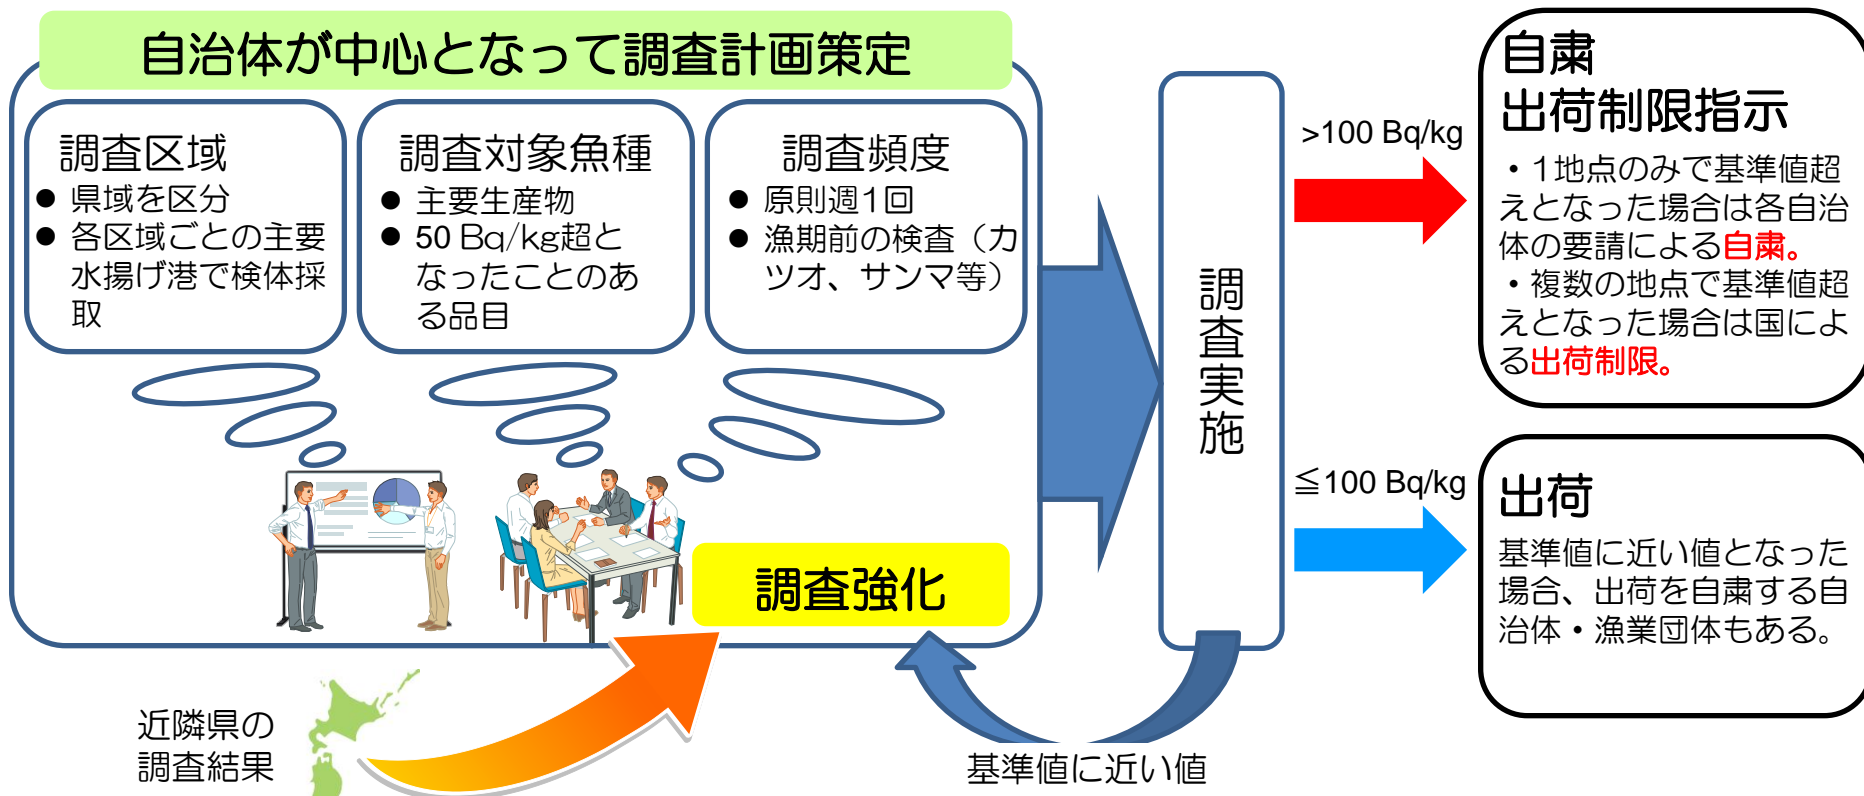 自治体が中心となって調査計画策定
調査区域
● 県域を区分
● 各区域ごとの主要
水揚げ港で検体採
取
調査対象魚種
● 主要生産物
● 50 Bq/kg超と
なったことのあ
る品目
調査頻度
● 原則週1回
● 漁期前の検査（カ
ツオ、サンマ等）
調査強化
近隣県の
調査結果
基準値に近い値
調査実施
>100 Bq/kg
≦100 Bq/kg
自粛
出荷制限指示
・1地点のみで基準値超
えとなった場合は各自治
体の要請による自粛。
・複数の地点で基準値超
えとなった場合は国によ
る出荷制限。
出荷
基準値に近い値となった
場合、出荷を自粛する自
治体・漁業団体もある。